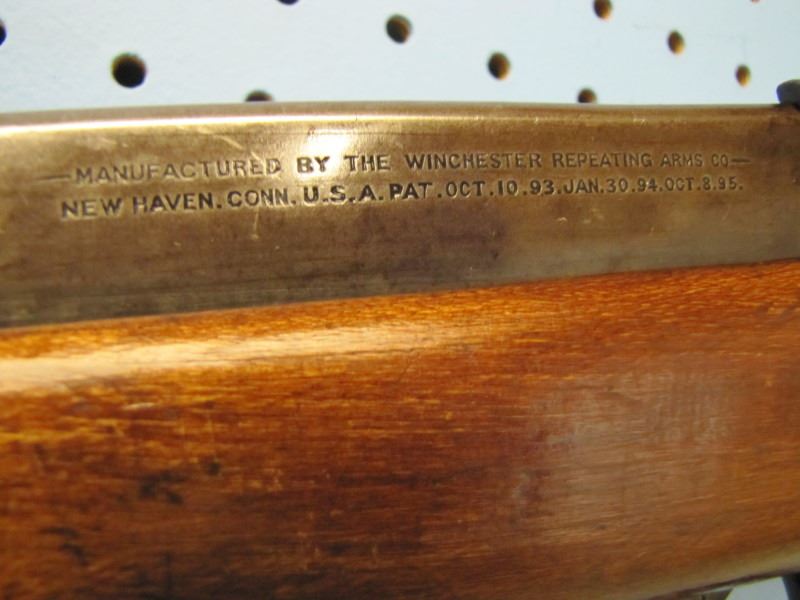 —MANUFACTURED BY THE WINCHESTER REPEATING ARMS CO—
NEW HAVEN.CONN.U.S.A.PAT.OCT.10.93.JAN.30.94.OCT.8.95.